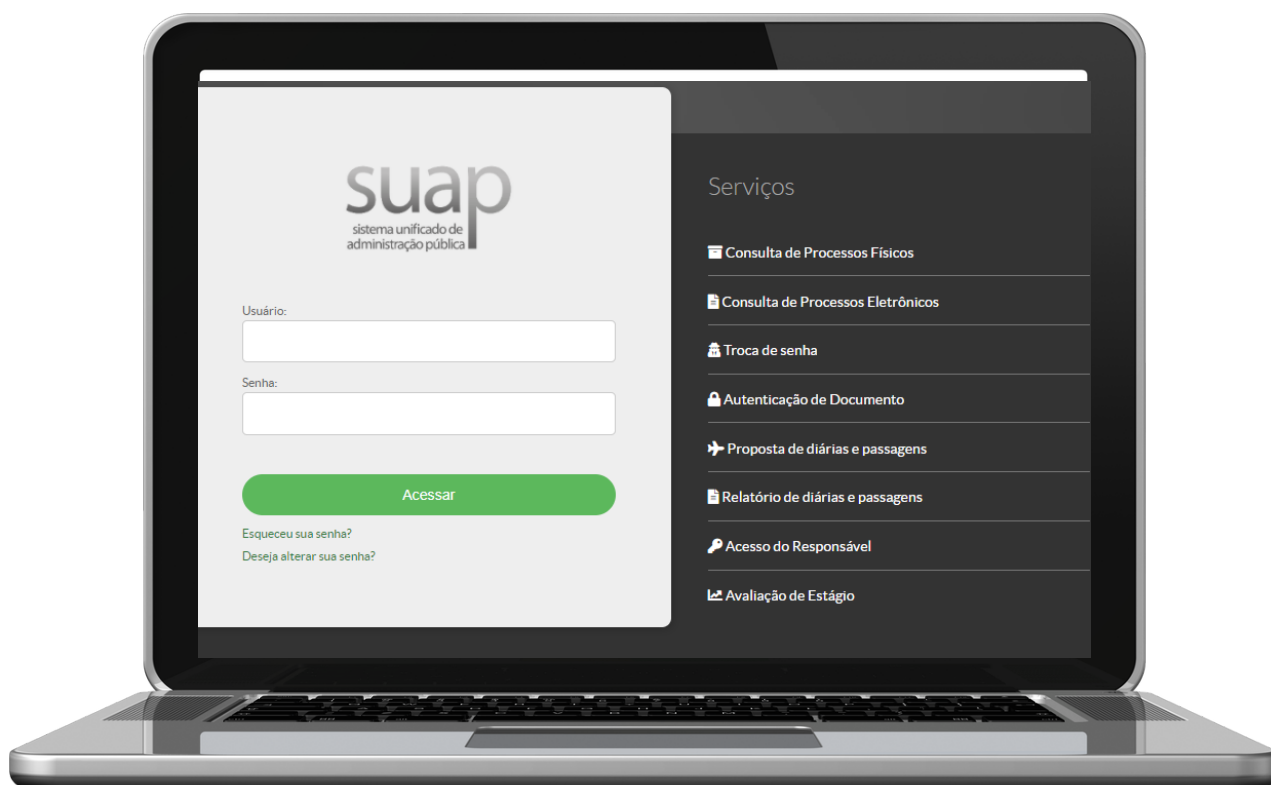 suap
sistema unificado de
administração pública
Usuário:
Senha:
Acessar
Esqueceu sua senha?
Deseja alterar sua senha?
Serviços
Consulta de Processos Físicos
Consulta de Processos Eletrônicos
Troca de senha
Autenticação de Documento
Proposta de diárias e passagens
Relatório de diárias e passagens
Acesso do Responsável
Avaliação de Estágio